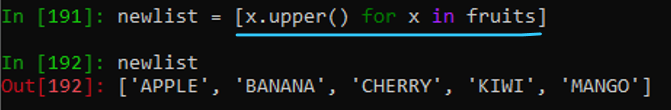 In [191]: newlist = [x.upper() for x in fruits]
In [192]: newlist
Out[192]: ['APPLE', 'BANANA', 'CHERRY', 'KIWI', 'MANGO']